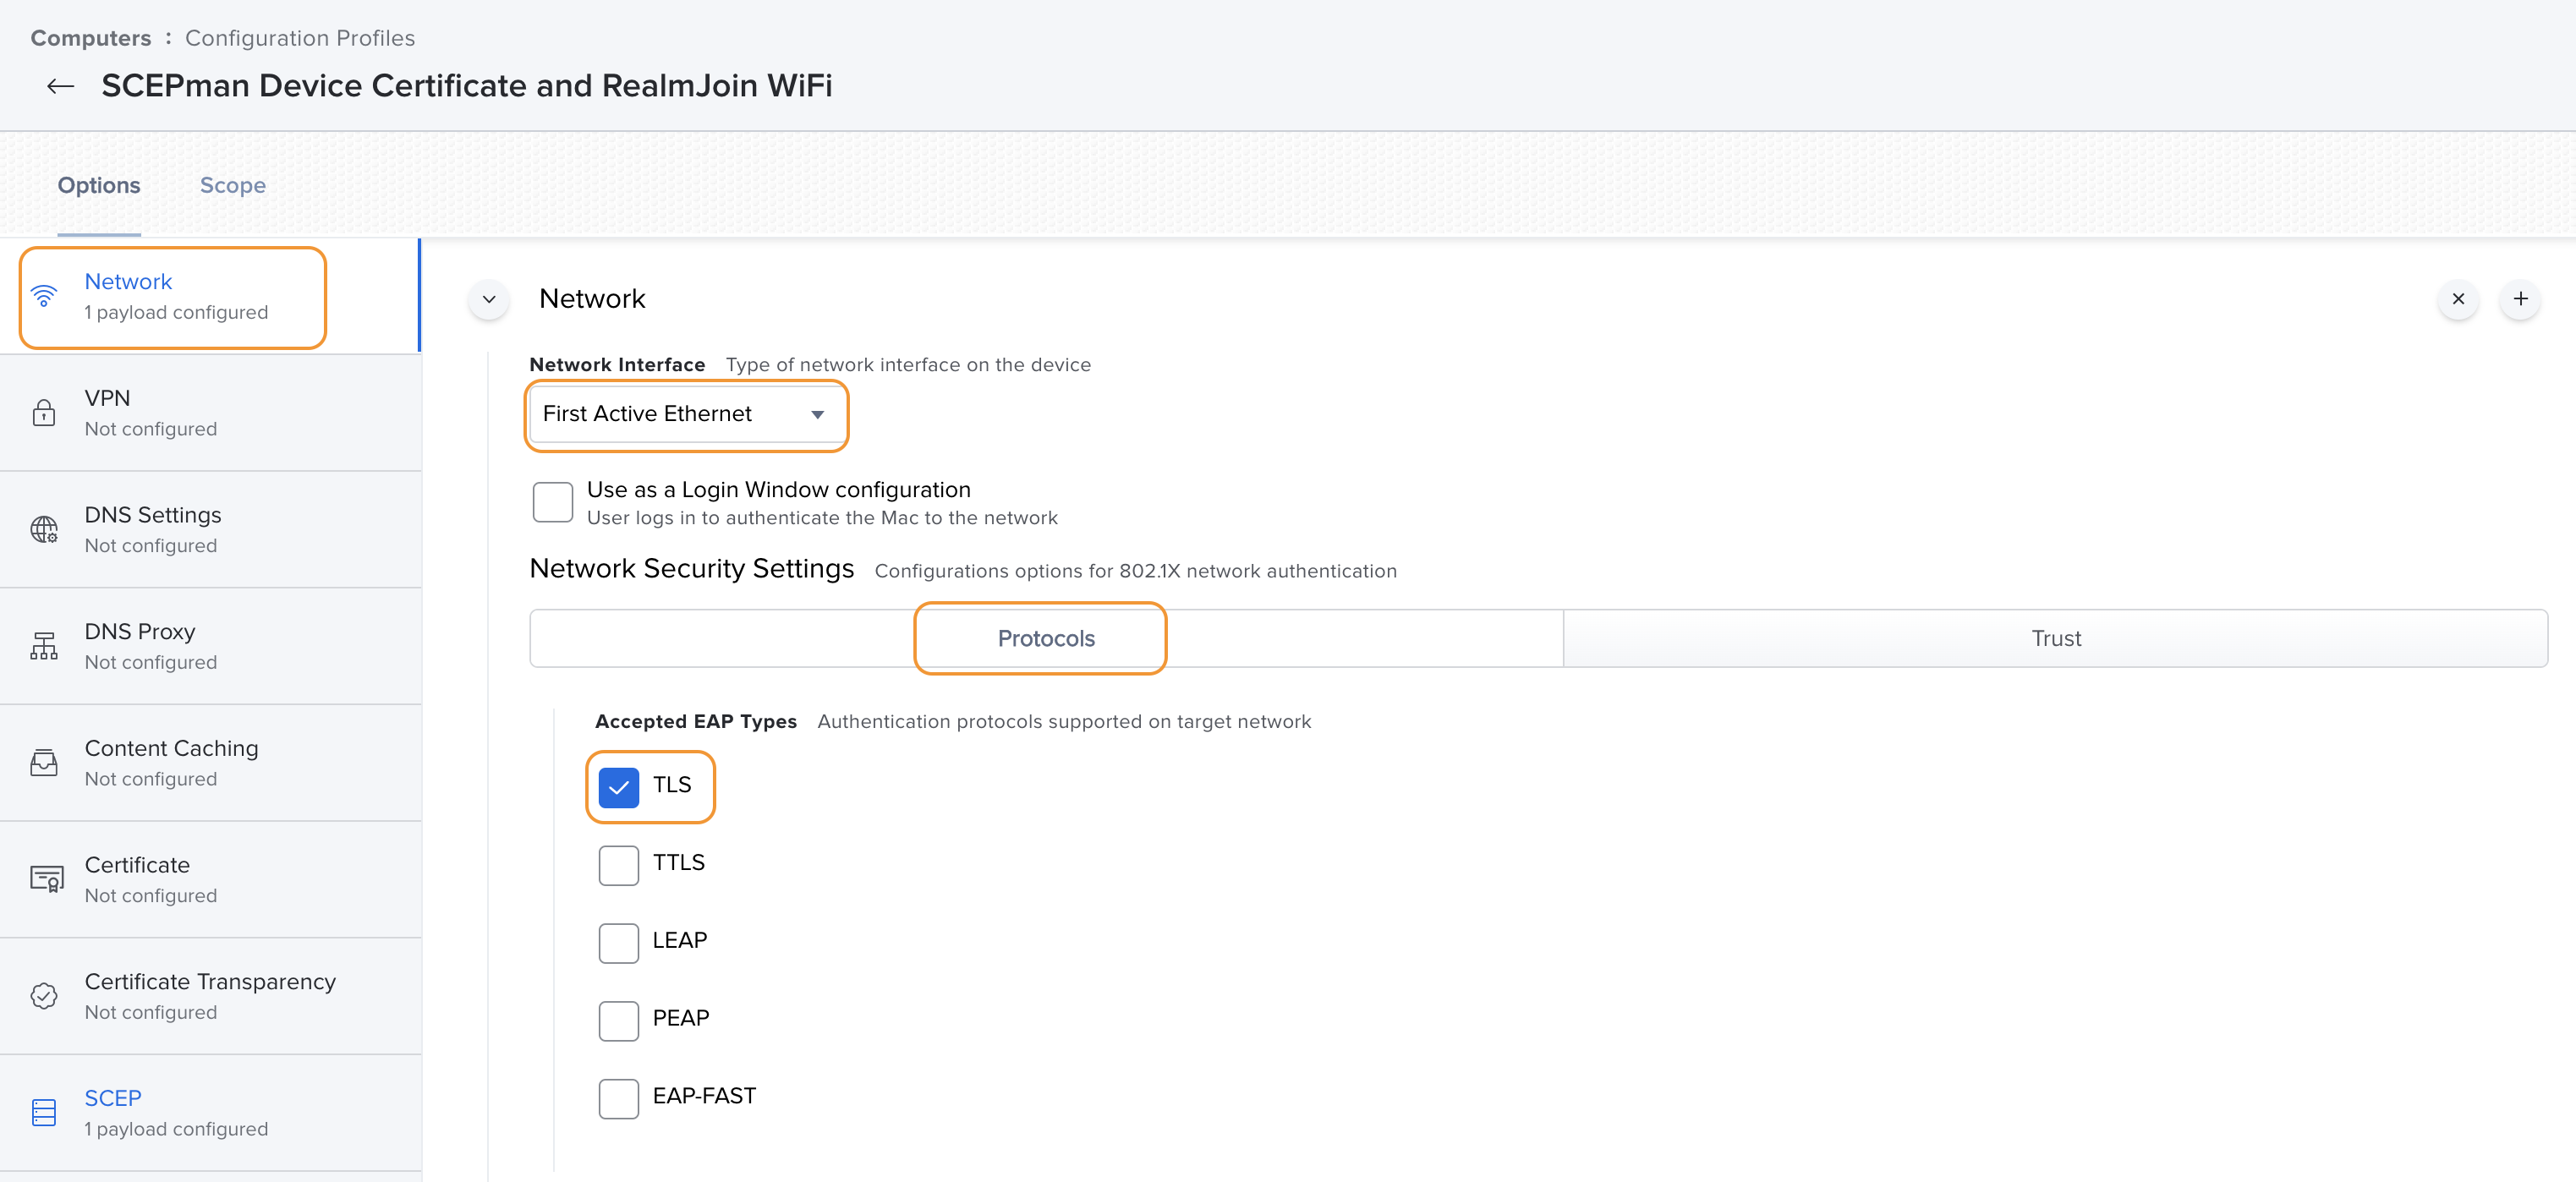 Computers : Configuration Profiles
SCEPman Device Certificate and RealmJoin WiFi
Options Scope
Network
1 payload configured
VPN
Not configured
DNS Settings
Not configured
DNS Proxy
Not configured
Content Caching
Not configured
Certificate
Not configured
Certificate Transparency
Not configured
SCEP
1 payload configured
Network
Network Interface Type of network interface on the device
First Active Ethernet
Use as a Login Window configuration
User logs in to authenticate the Mac to the network
Network Security Settings Configurations options for 802.1X network authentication
Protocols Trust
Accepted EAP Types Authentication protocols supported on target network
TLS
TTLS
LEAP
PEAP
EAP-FAST